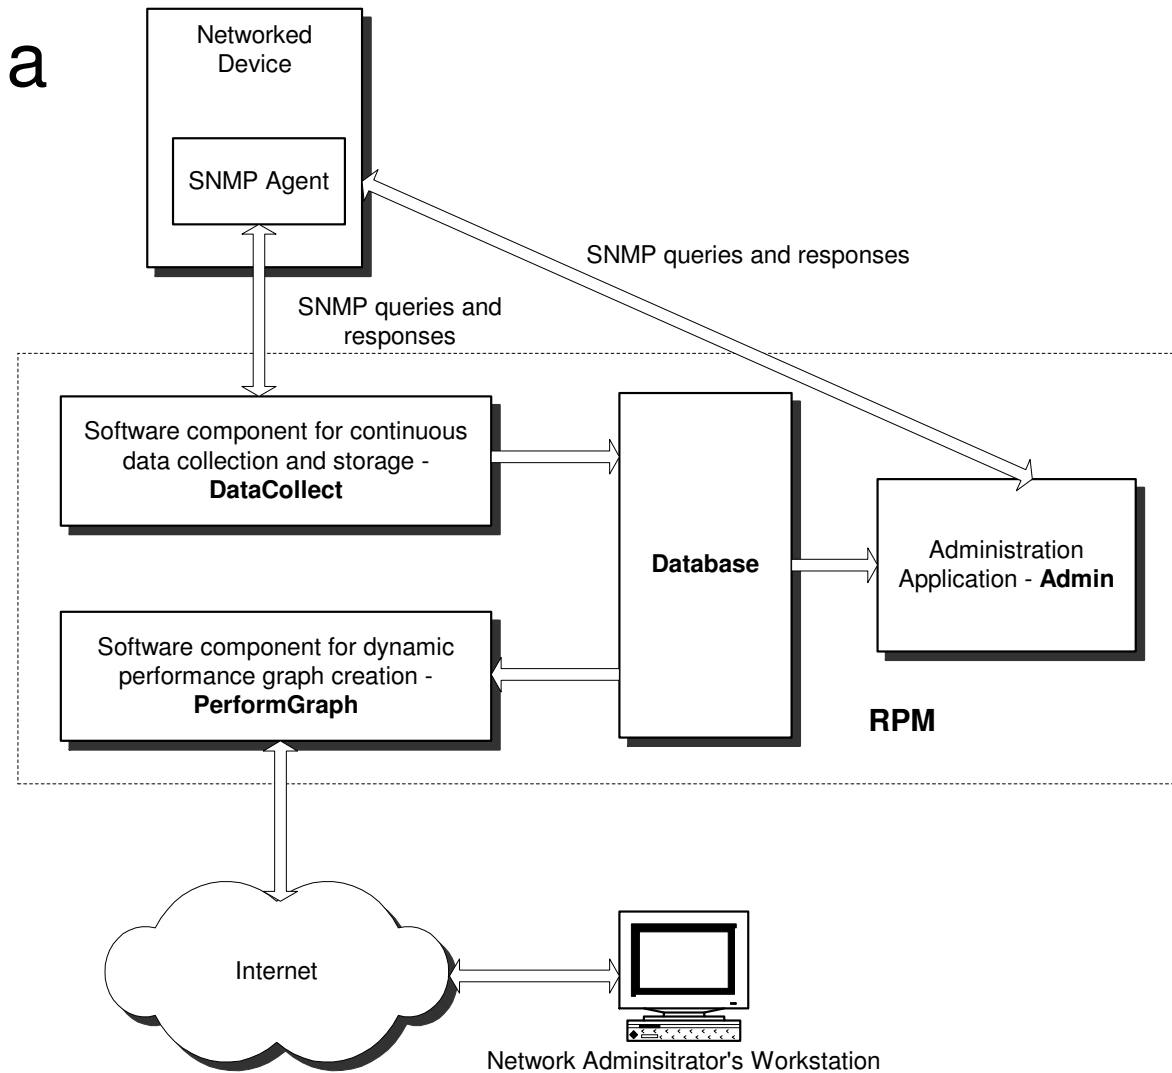 a
Networked
Device
SNMP Agent
SNMP queries and responses
SNMP queries and
responses
Software component for continuous
data collection and storage -
DataCollect
Database
Administration
Application - Admin
Software component for dynamic
performance graph creation -
PerformGraph
RPM
Internet
Network Adminsitrator's Workstation